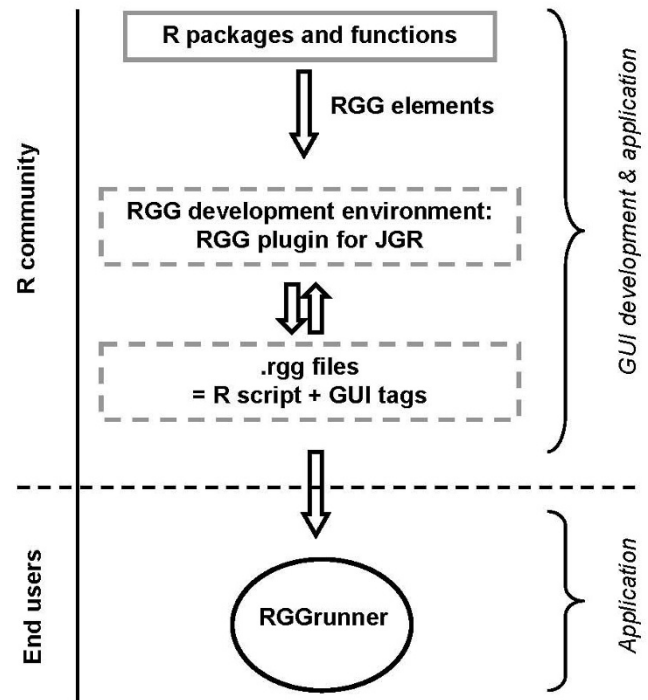 R packages and functions
RGG elements
RGG development environment:
RGG plugin for JGR
.rgg files
= R script + GUI tags
R community
GUI development & application
RGGrunner
End users
Application